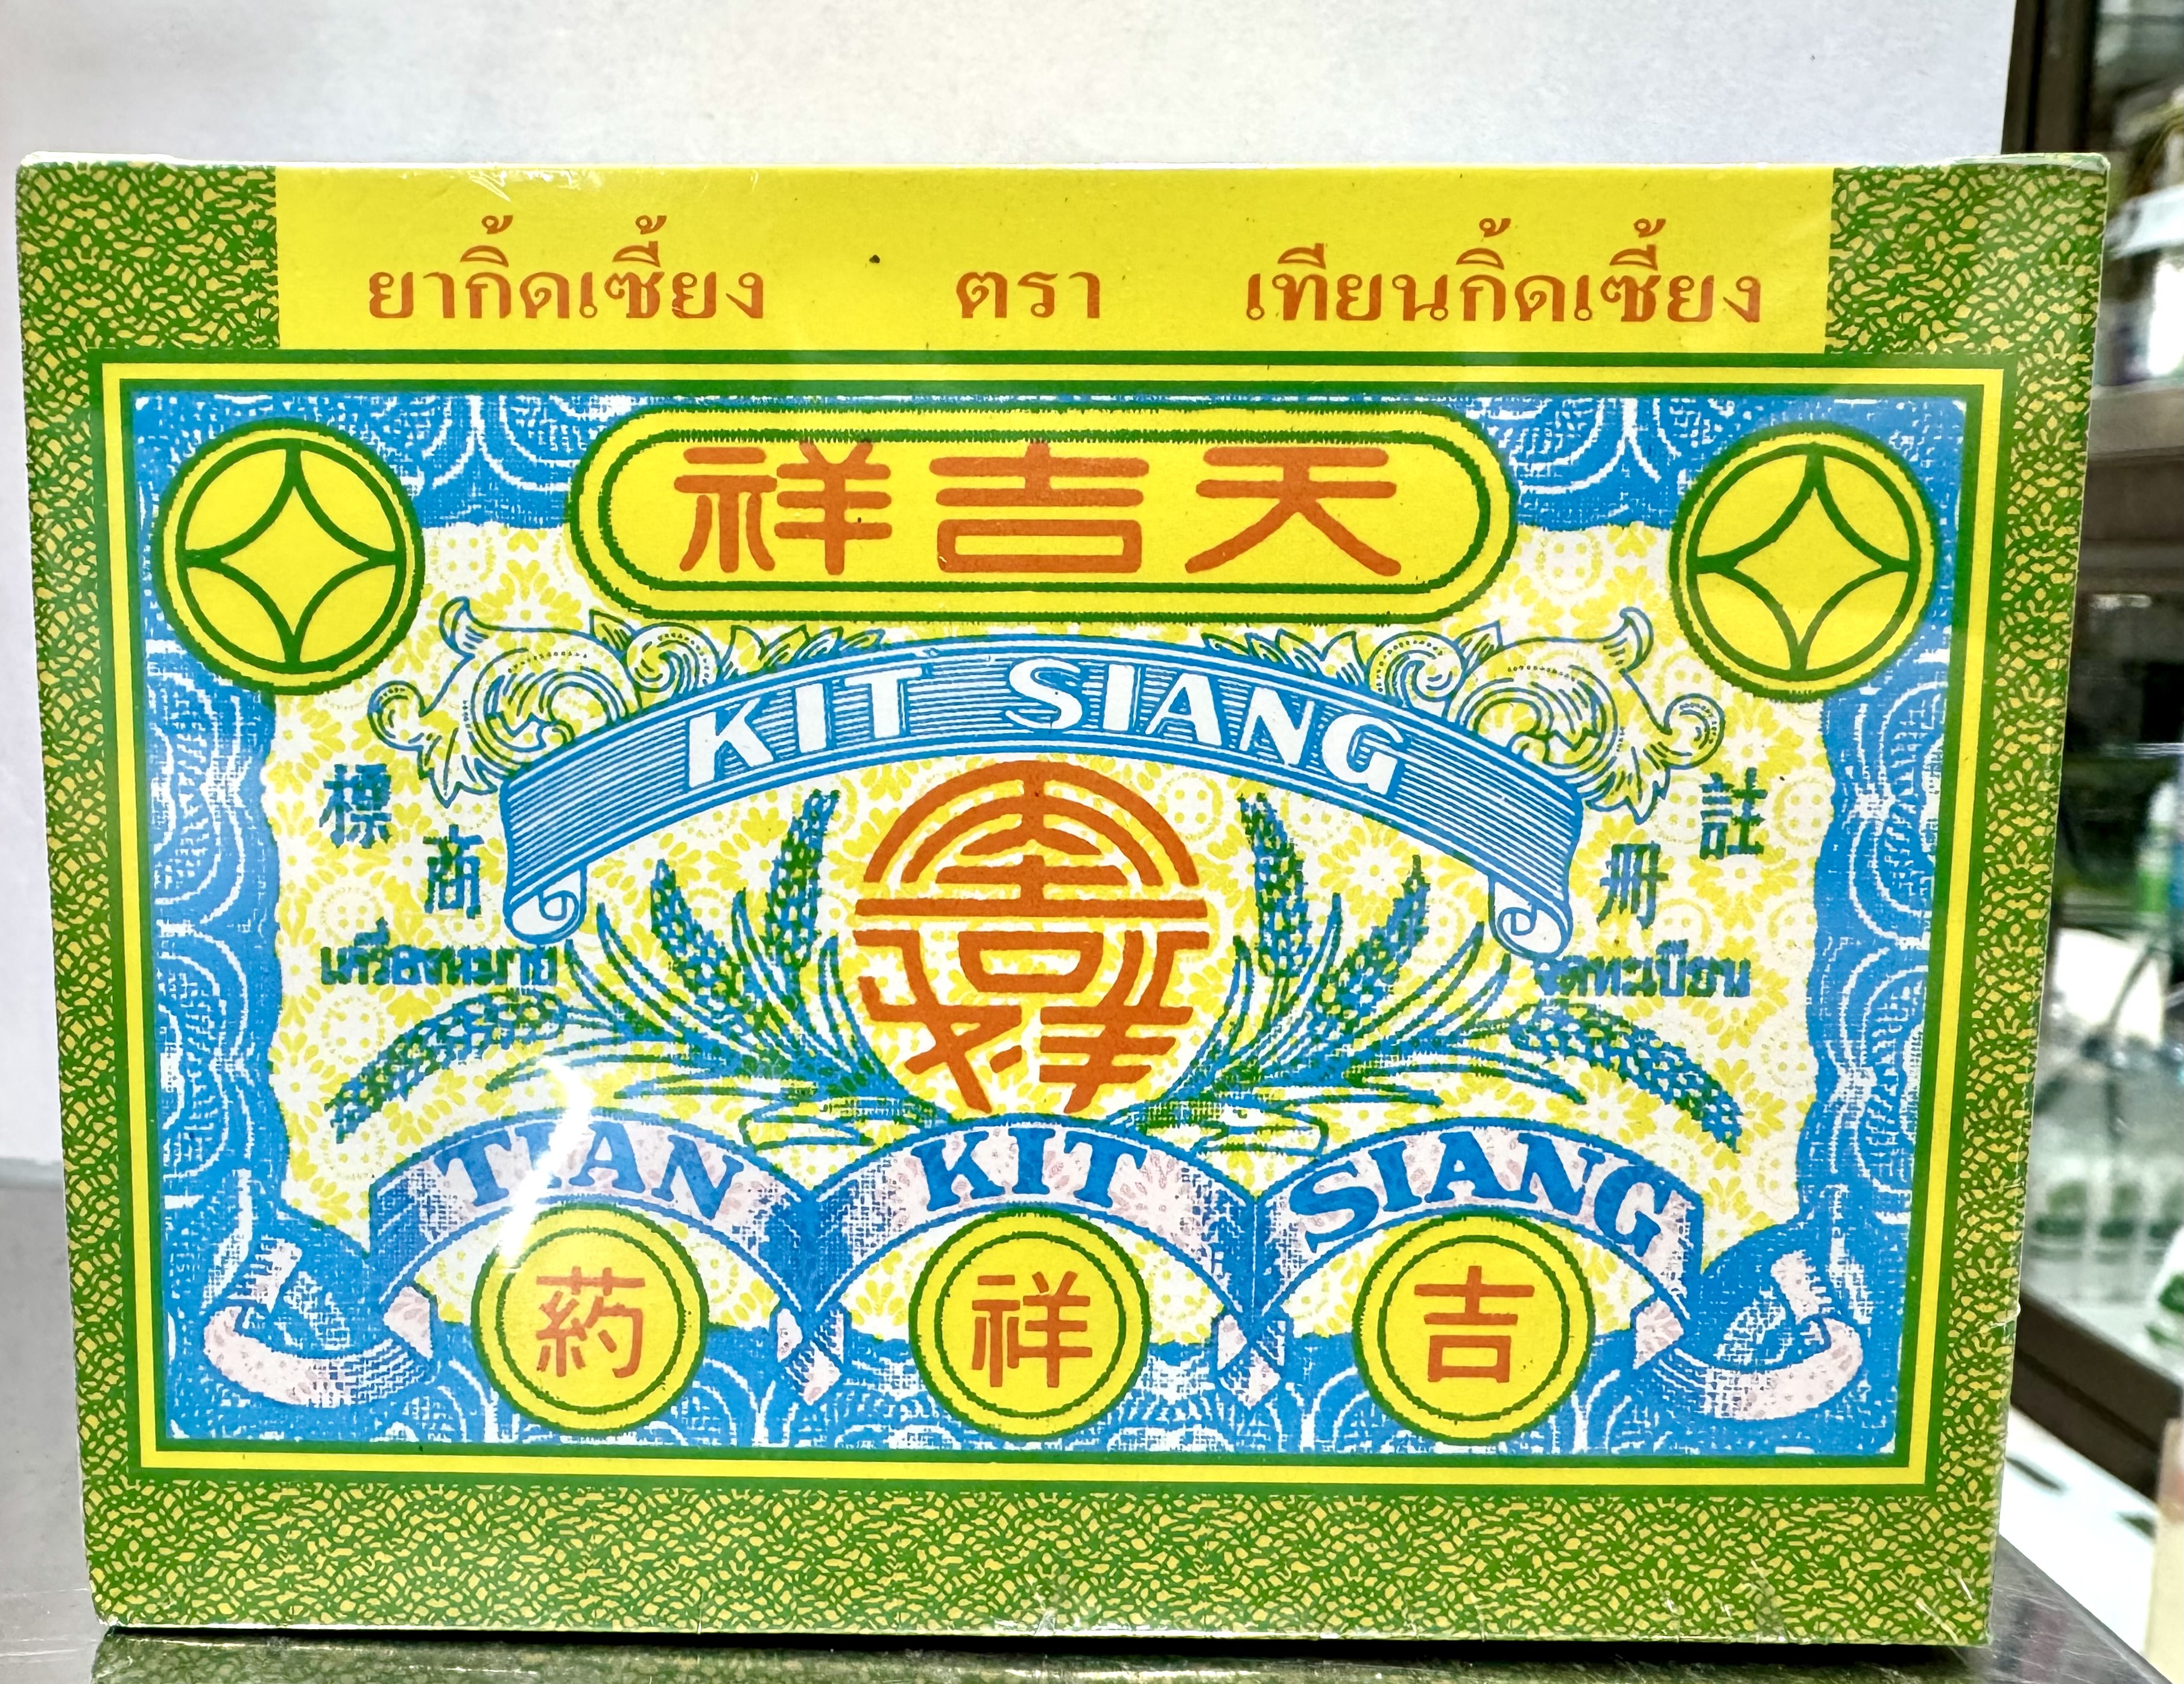 ยากิ้ดเซี้ยง ตรา เทียนกิ้ดเซี้ยง
天吉祥
KIT SIANG
註冊
商標
เครื่องหมาย
จดทะเบียน
TIAN KIT SIANG
吉祥葯